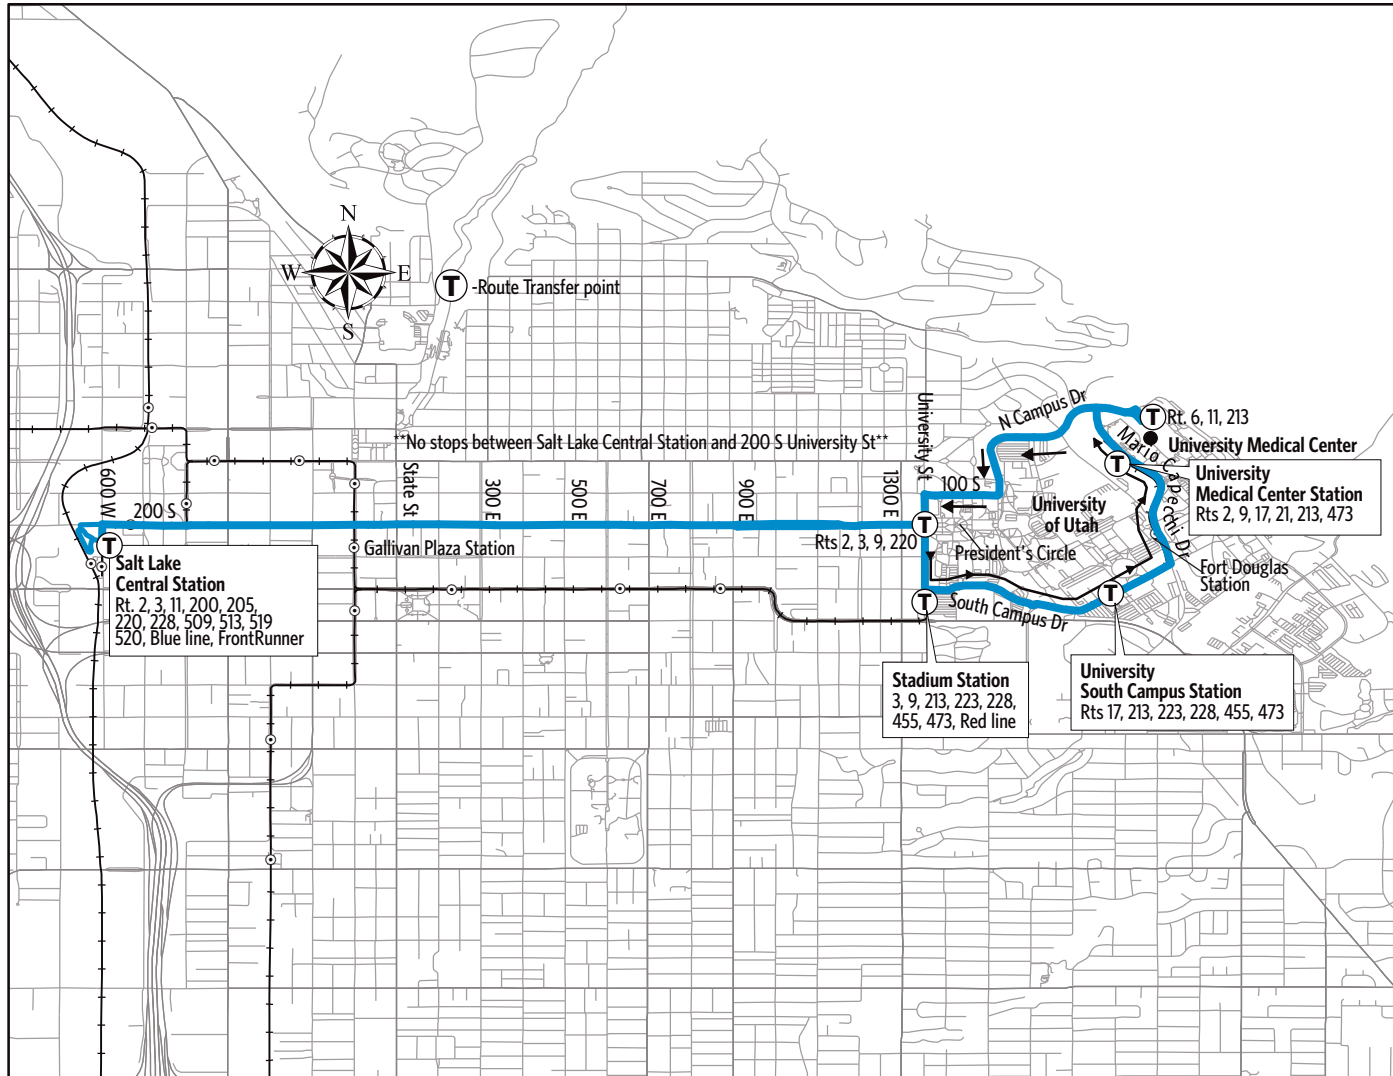 N
W
E
S
T
-Route Transfer point
**No stops between Salt Lake Central Station and 200 S University St**
600 W
200 S
State St
300 E
500 E
700 E
900 E
1300 E
University St
Gallivan Plaza Station
T
Salt Lake
Central Station
Rt. 2, 3, 11, 200, 205,
220, 228, 509, 513, 519
520, Blue line, FrontRunner
T
Rts 2, 3, 9, 220
100 S
N Campus Dr
T
Rt. 6, 11, 213
University Medical Center
Mario Capecchi Dr
T
University
Medical Center Station
Rts 2, 9, 17, 21, 213, 473
University
of Utah
President's Circle
Fort Douglas
Station
South Campus Dr
T
Stadium Station
3, 9, 213, 223, 228,
455, 473, Red line
T
University
South Campus Station
Rts 17, 213, 223, 228, 455, 473